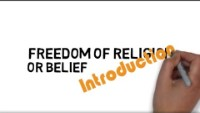 FREEDOM OF RELIGION
OR BELIEF
Introduction